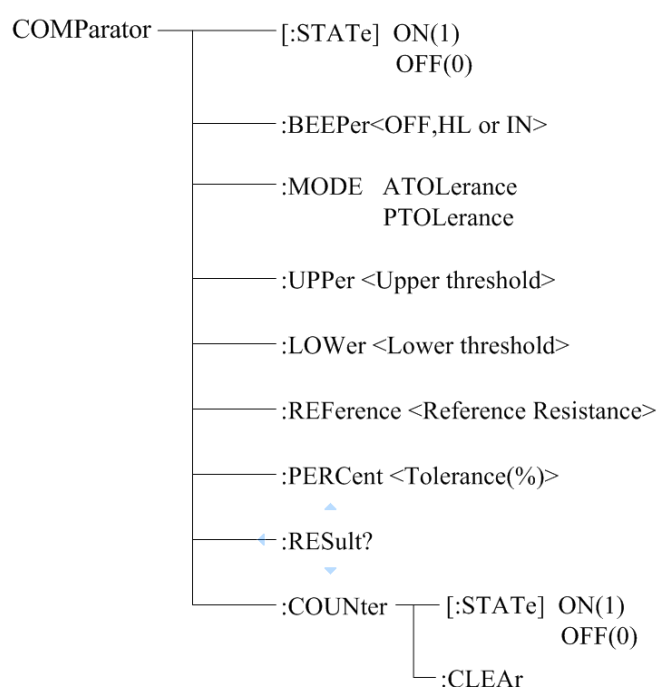 COMParator [:STATe] ON(1)
OFF(0)
:BEEPer<OFF,HL or IN>
:MODE ATOLerance
PTOLerance
:UPPer <Upper threshold>
:LOWer <Lower threshold>
:REFerence <Reference Resistance>
:PERCent <Tolerance(%)>
:RESult?
:COUNter [:STATe] ON(1)
OFF(0)
:CLEAr